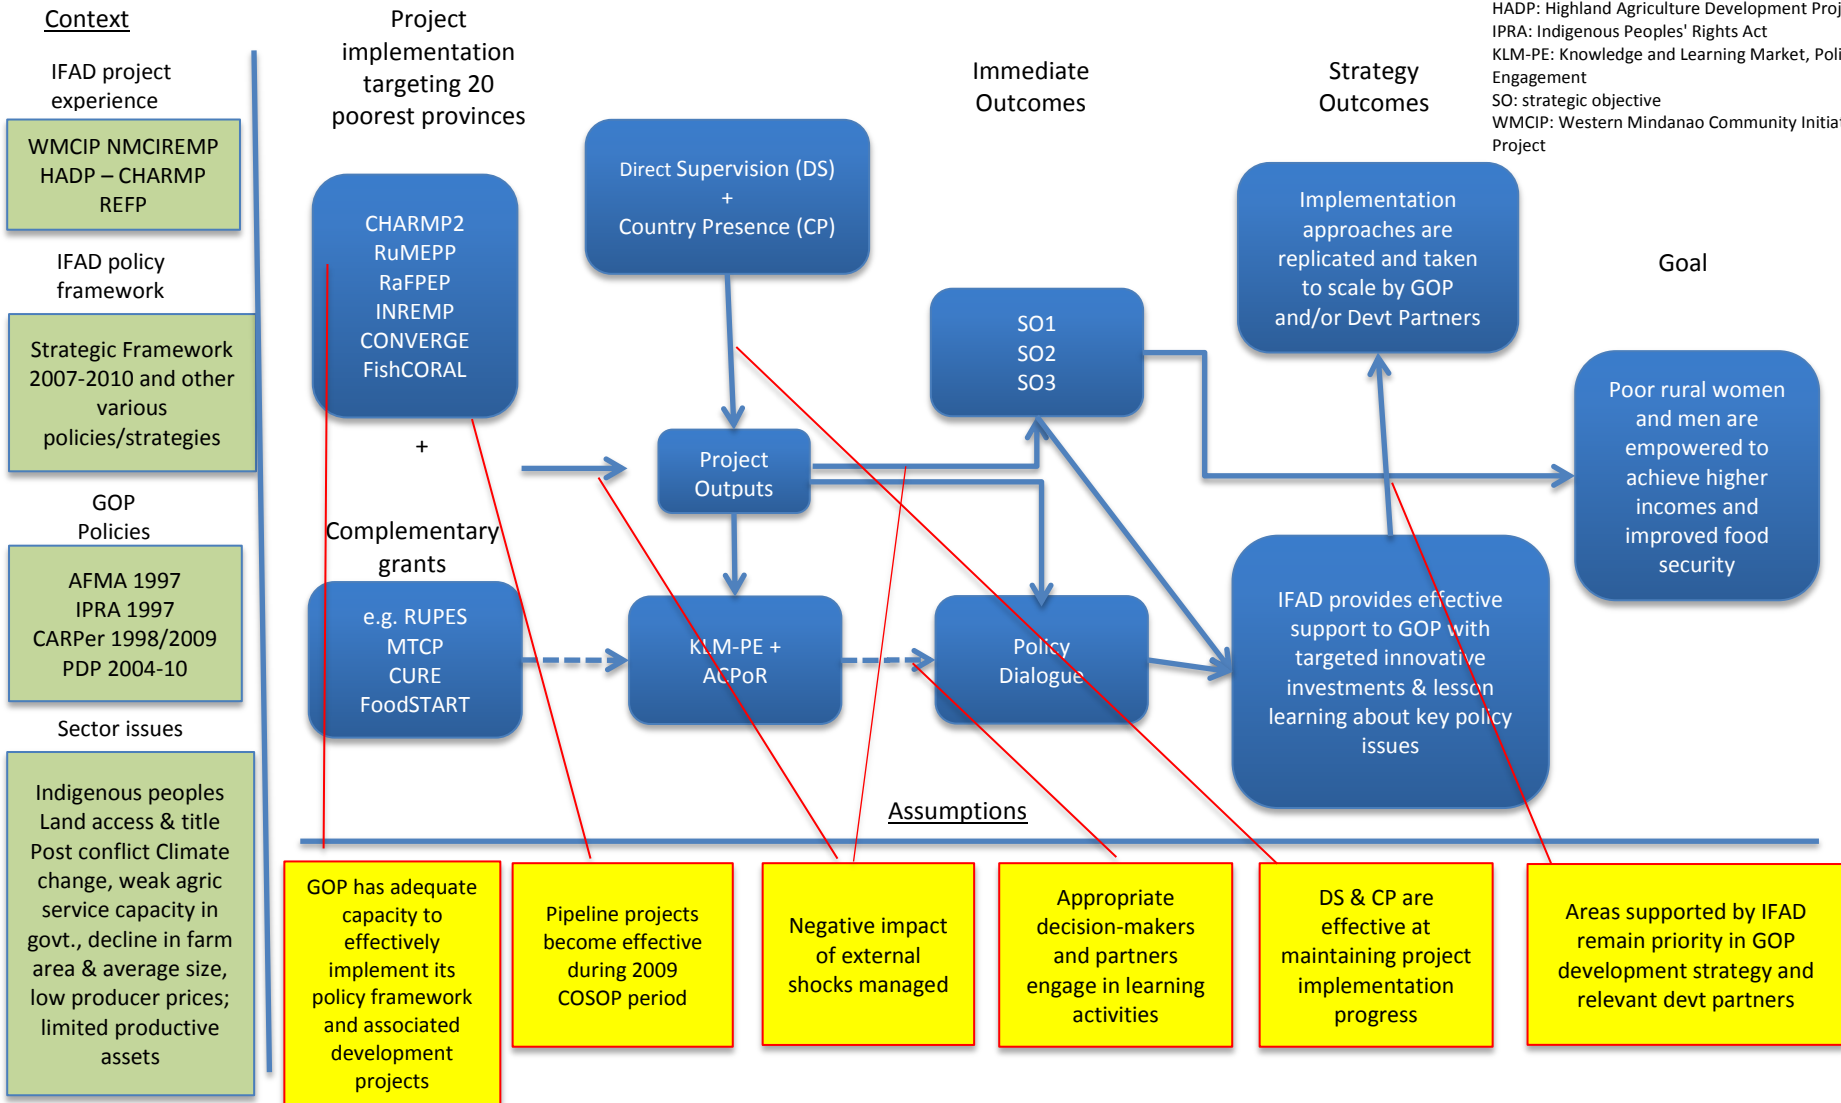 Context
IFAD project
experience
WMCIP NMCIREMP
HADP – CHARMP
REFP
IFAD policy
framework
Strategic Framework
2007-2010 and other
various
policies/strategies
GOP
Policies
AFMA 1997
IPRA 1997
CARPer 1998/2009
PDP 2004-10
Sector issues
Indigenous peoples
Land access & title
Post conflict Climate
change, weak agric
service capacity in
govt., decline in farm
area & average size,
low producer prices;
limited productive
assets
Project
implementation
targeting 20
poorest provinces
CHARMP2
RuMEPP
RaFPEP
INREMP
CONVERGE
FishCORAL
+
Complementary
grants
e.g. RUPES
MTCP
CURE
FoodSTART
Direct Supervision (DS)
+
Country Presence (CP)
Project
Outputs
KLM-PE +
ACPoR
Immediate
Outcomes
SO1
SO2
SO3
Policy
Dialogue
Strategy
Outcomes
Implementation
approaches are
replicated and taken
to scale by GOP
and/or Devt Partners
IFAD provides effective
support to GOP with
targeted innovative
investments & lesson
learning about key policy
issues
HADP: Highland Agriculture Development Proj
IPRA: Indigenous Peoples' Rights Act
KLM-PE: Knowledge and Learning Market, Poli
Engagement
SO: strategic objective
WMCIP: Western Mindanao Community Initiat
Project
Goal
Poor rural women
and men are
empowered to
achieve higher
incomes and
improved food
security
Assumptions
GOP has adequate
capacity to
effectively
implement its
policy framework
and associated
development
projects
Pipeline projects
become effective
during 2009
COSOP period
Negative impact
of external
shocks managed
Appropriate
decision-makers
and partners
engage in learning
activities
DS & CP are
effective at
maintaining project
implementation
progress
Areas supported by IFAD
remain priority in GOP
development strategy and
relevant devt partners